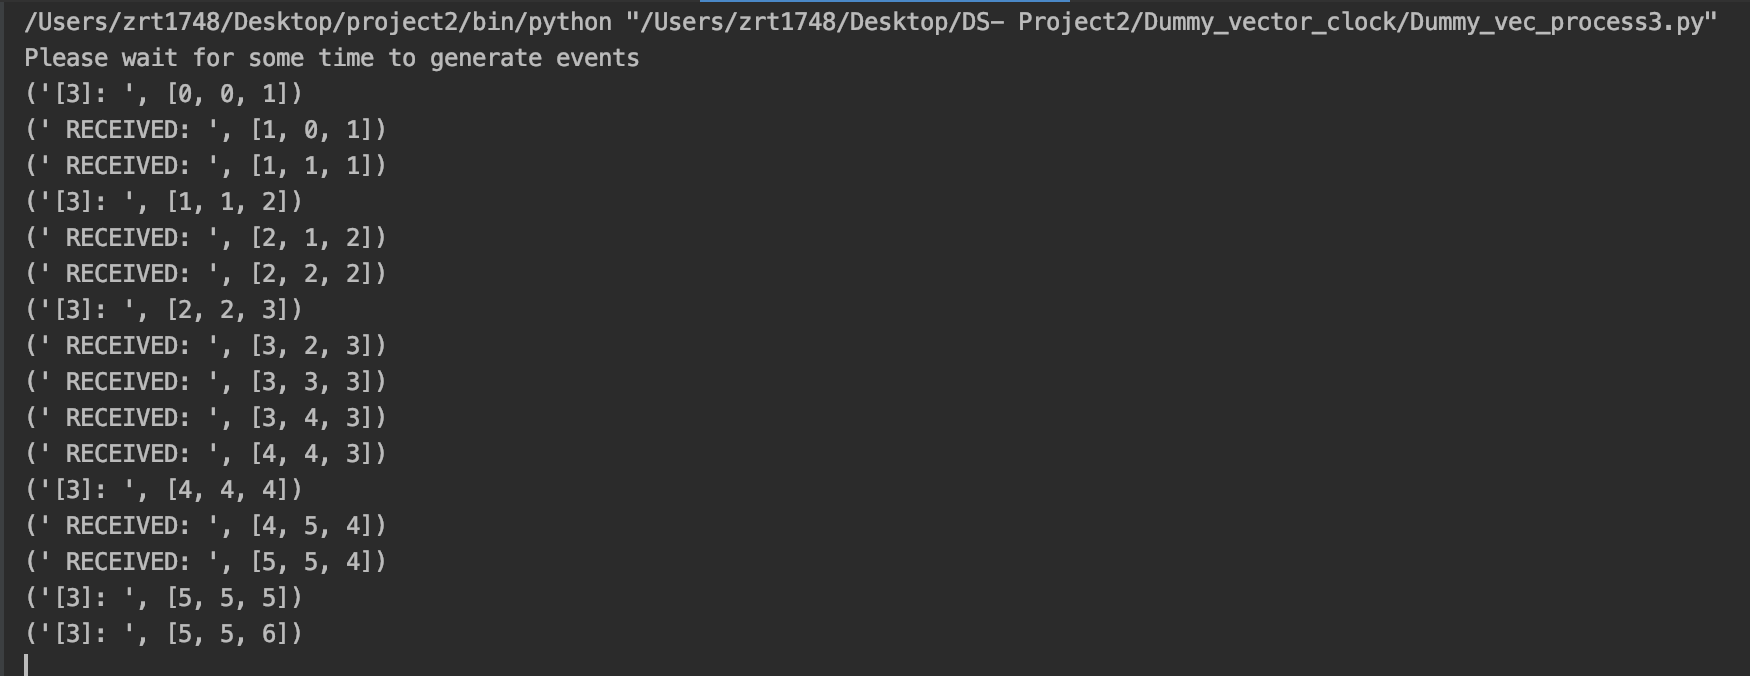 /Users/zrt1748/Desktop/project2/bin/python "/Users/zrt1748/Desktop/DS- Project2/Dummy_vector_clock/Dummy_vec_process3.py"
Please wait for some time to generate events
('[3]: ', [0, 0, 1])
(' RECEIVED: ', [1, 0, 1])
(' RECEIVED: ', [1, 1, 1])
('[3]: ', [1, 1, 2])
(' RECEIVED: ', [2, 1, 2])
(' RECEIVED: ', [2, 2, 2])
('[3]: ', [2, 2, 3])
(' RECEIVED: ', [3, 2, 3])
(' RECEIVED: ', [3, 3, 3])
(' RECEIVED: ', [3, 4, 3])
(' RECEIVED: ', [4, 4, 3])
('[3]: ', [4, 4, 4])
(' RECEIVED: ', [4, 5, 4])
(' RECEIVED: ', [5, 5, 4])
('[3]: ', [5, 5, 5])
('[3]: ', [5, 5, 6])